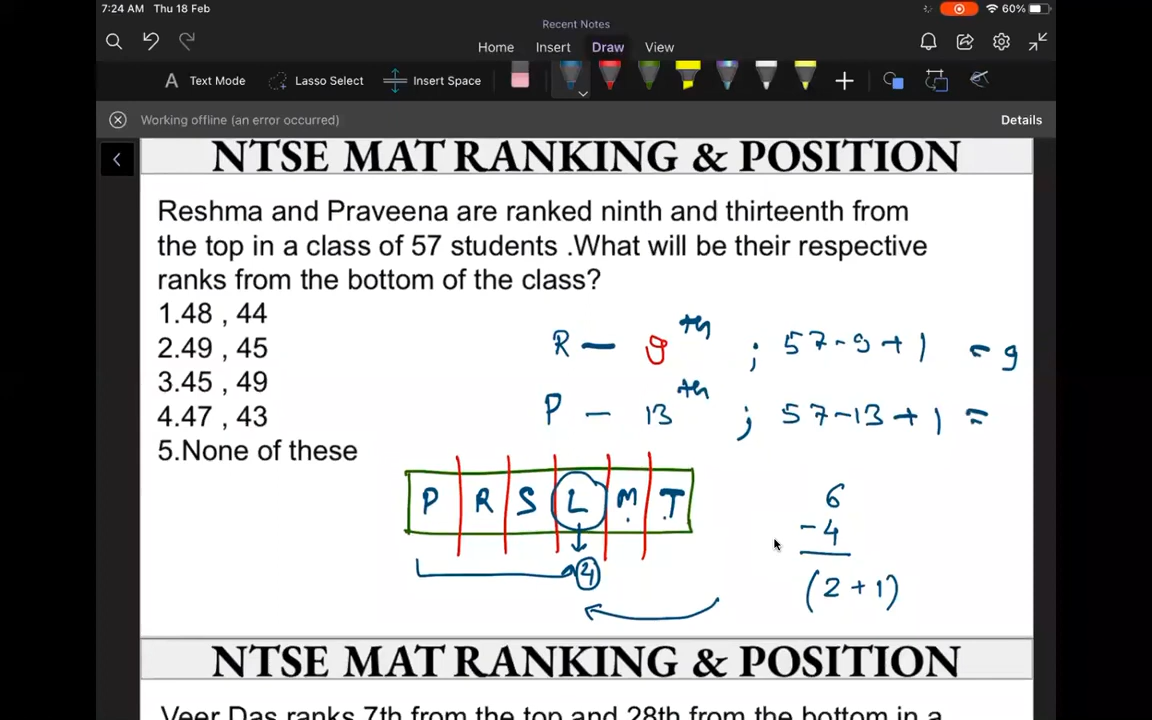 7:24 AM Thu 18 Feb
60%
Recent Notes
Home Insert Draw View
A Text Mode Lasso Select Insert Space
Working offline (an error occurred) Details
NTSE MAT RANKING & POSITION
Reshma and Praveena are ranked ninth and thirteenth from
the top in a class of 57 students .What will be their respective
ranks from the bottom of the class?
1.48 , 44
2.49 , 45
3.45 , 49
4.47 , 43
5.None of these
R — 9th ; 57-9+1 = 9
P — 13th ; 57-13+1 =
P R S L M T
4
6
-4
(2+1)
NTSE MAT RANKING & POSITION
Veer Das ranks 7th from the top and 28th from the bottom in a